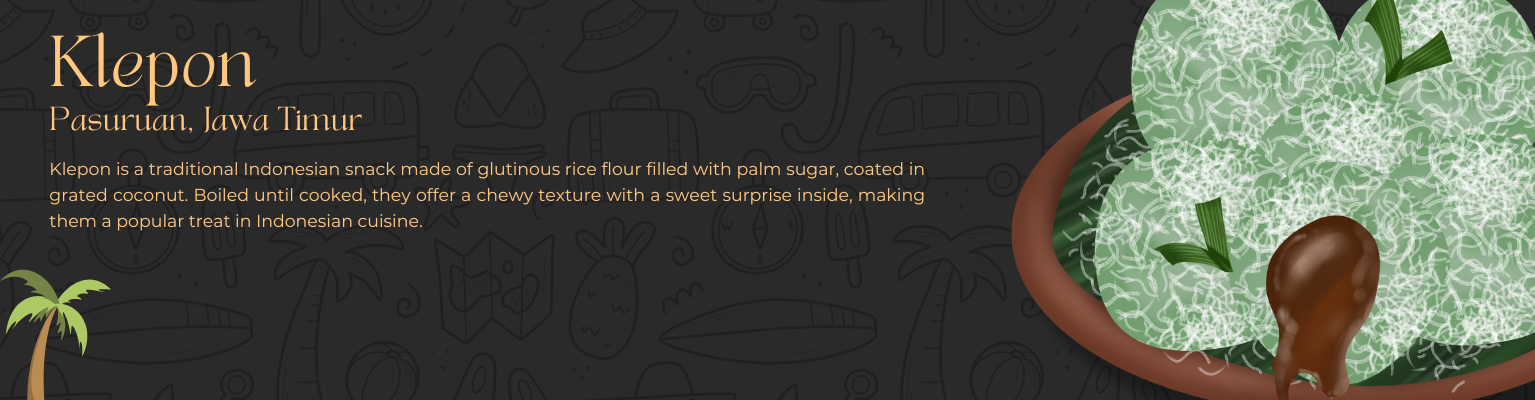 Klepon
Pasuruan, Jawa Timur
Klepon is a traditional Indonesian snack made of glutinous rice flour filled with palm sugar, coated in
grated coconut. Boiled until cooked, they offer a chewy texture with a sweet surprise inside, making
them a popular treat in Indonesian cuisine.
W E
S
W E
S